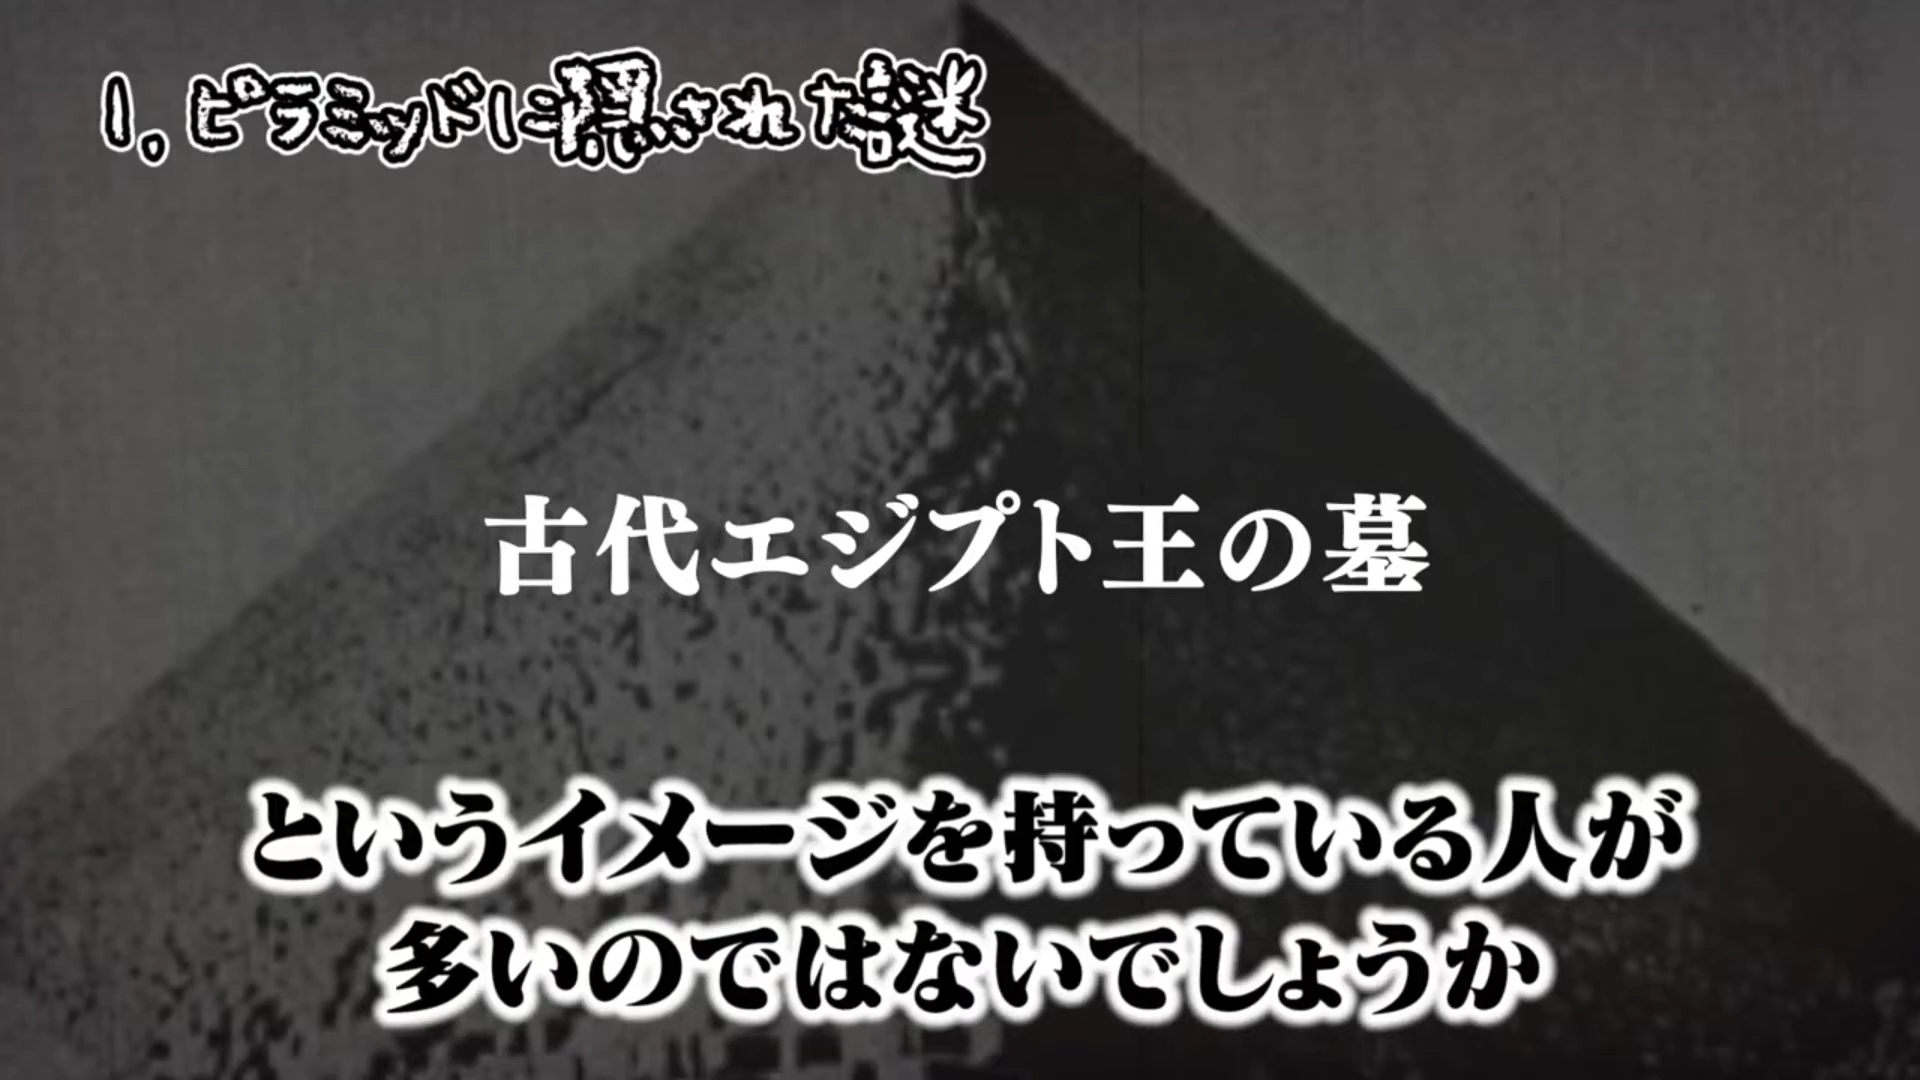 1.ピラミッドに隠された謎
古代エジプト王の墓
というイメージを持っている人が
多いのではないでしょうか